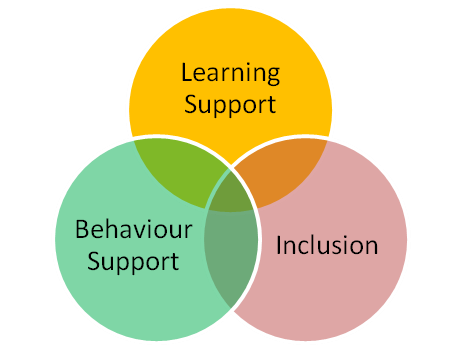 Learning
Support
Behaviour
Support
Inclusion